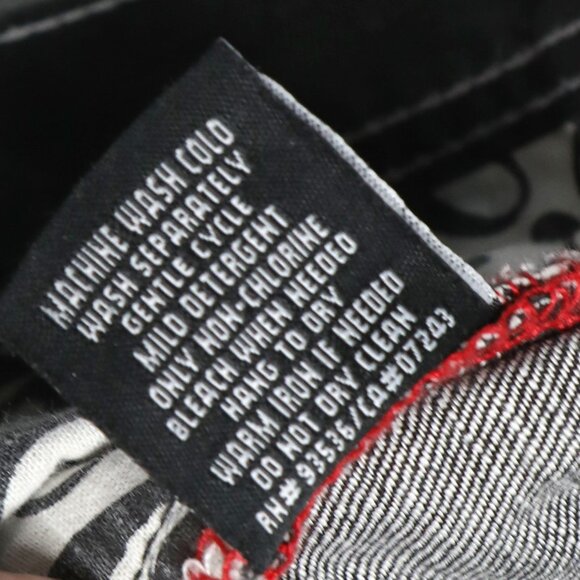 MACHINE WASH COLD
WASH SEPARATELY
GENTLE CYCLE
MILD DETERGENT
ONLY NON-CHLORINE
BLEACH WHEN NEEDED
HANG TO DRY
WARM IRON IF NEEDED
DO NOT DRY CLEAN
RH# 93536/CA#07243